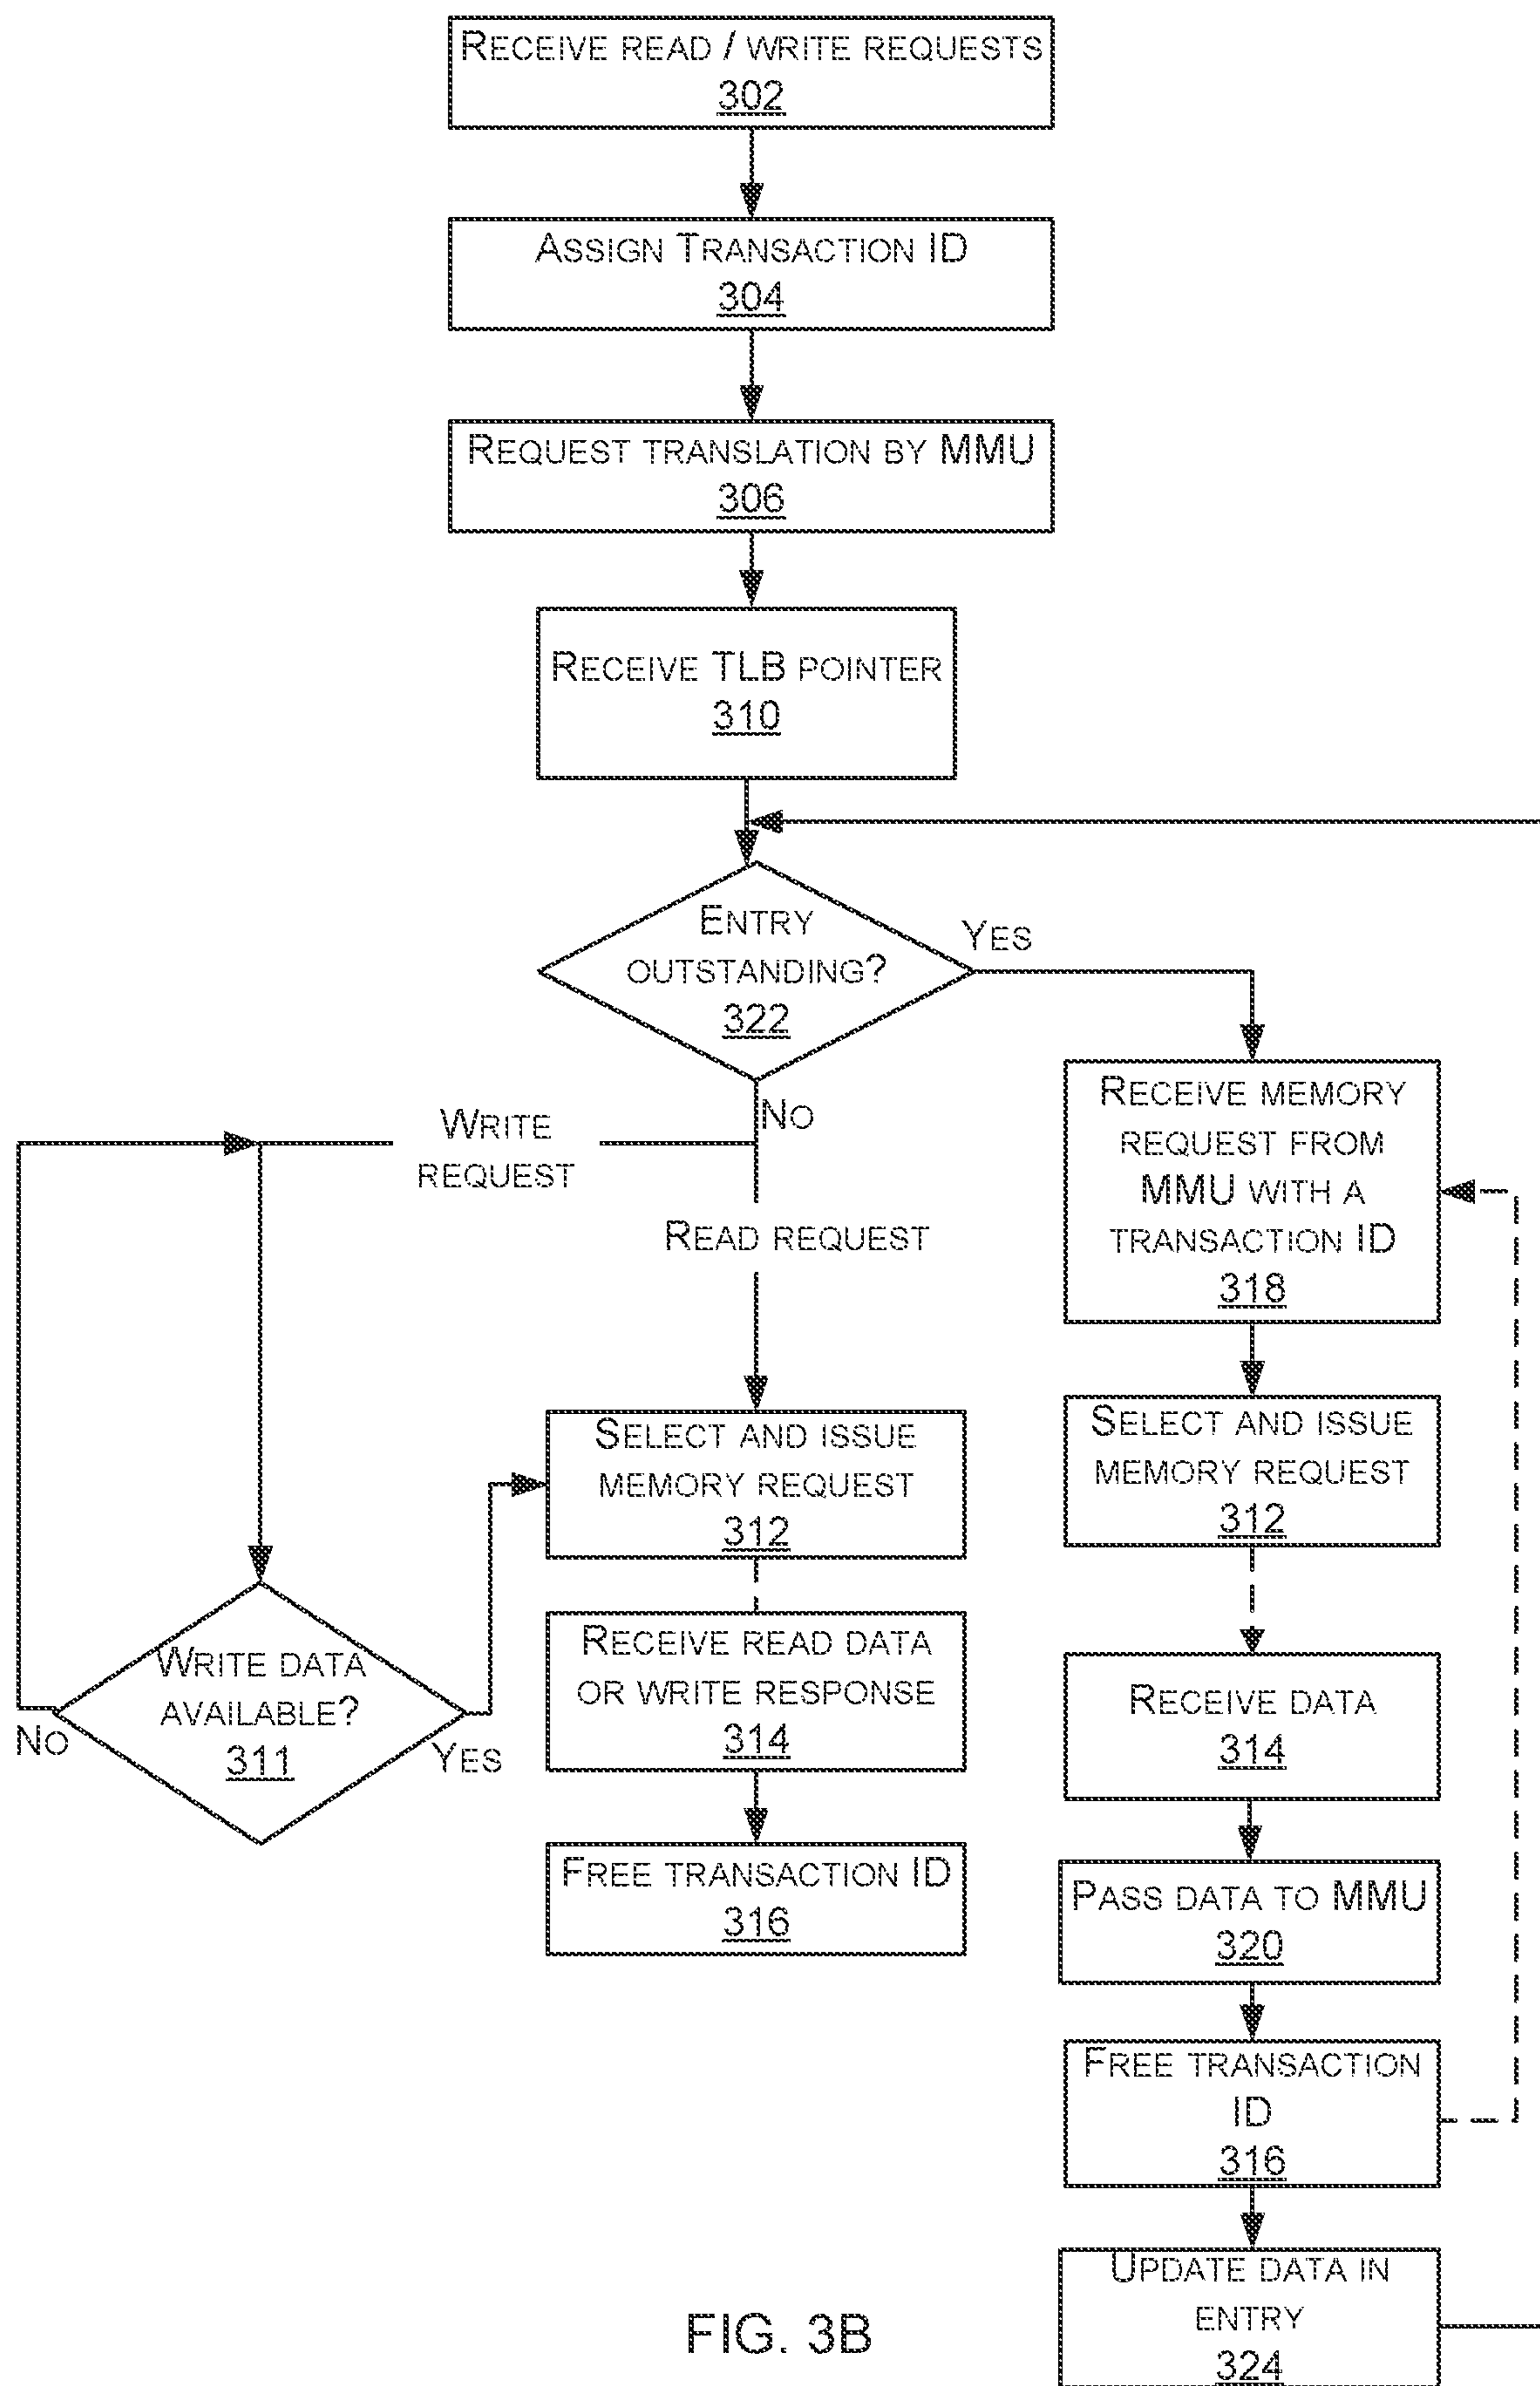 RECEIVE READ / WRITE REQUESTS
302
ASSIGN TRANSACTION ID
304
REQUEST TRANSLATION BY MMU
306
RECEIVE TLB POINTER
310
ENTRY
OUTSTANDING?
322
YES
NO
WRITE
REQUEST
READ REQUEST
RECEIVE MEMORY
REQUEST FROM
MMU WITH A
TRANSACTION ID
318
SELECT AND ISSUE
MEMORY REQUEST
312
SELECT AND ISSUE
MEMORY REQUEST
312
WRITE DATA
AVAILABLE?
311
NO
YES
RECEIVE READ DATA
OR WRITE RESPONSE
314
RECEIVE DATA
314
FREE TRANSACTION ID
316
PASS DATA TO MMU
320
FREE TRANSACTION
ID
316
UPDATE DATA IN
ENTRY
324
FIG. 3B